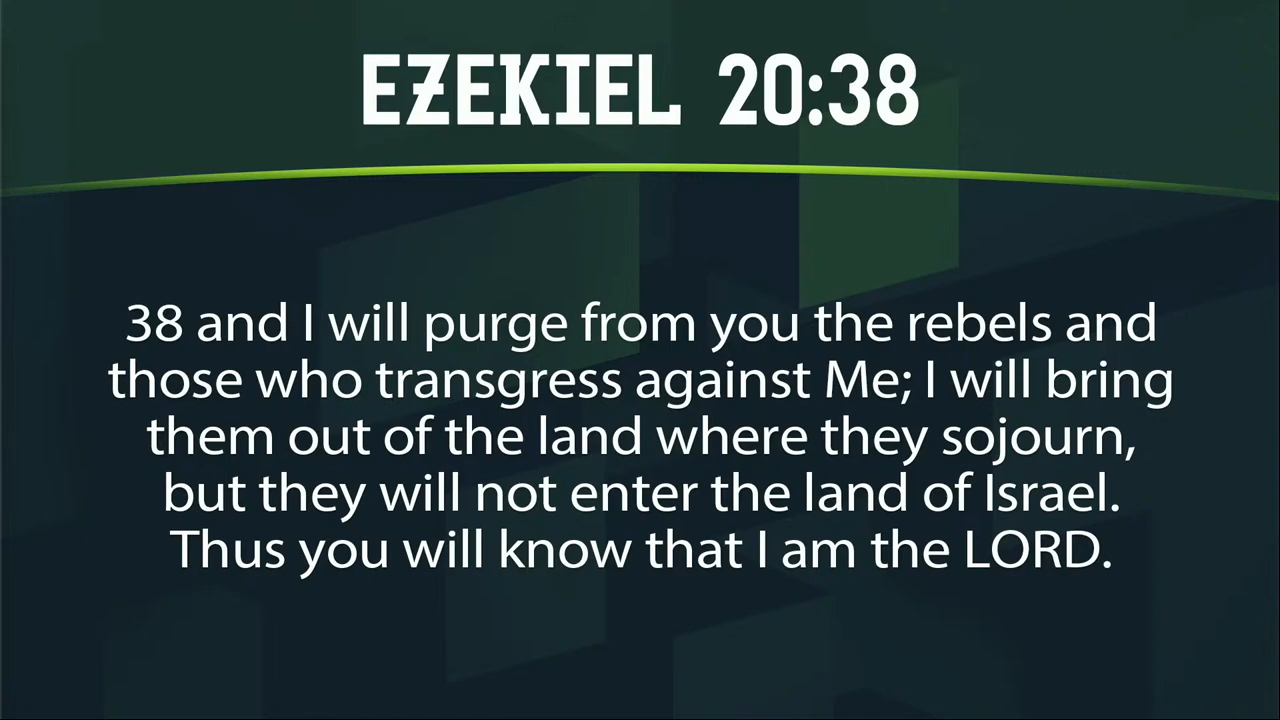 EZEKIEL 20:38
38 and I will purge from you the rebels and
those who transgress against Me; I will bring
them out of the land where they sojourn,
but they will not enter the land of Israel.
Thus you will know that I am the LORD.